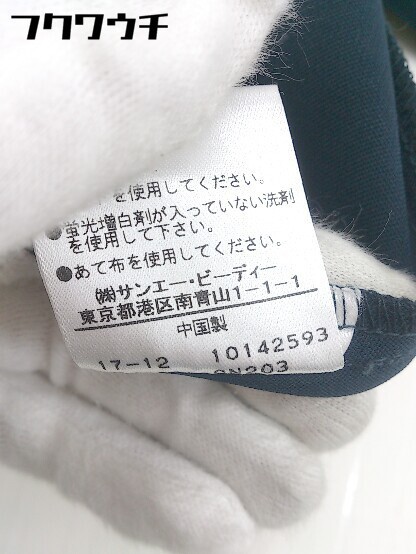 フクワウチ
を使用してください。
●蛍光増白剤が入っていない洗剤
を使用して下さい。
●あて布を使用してください。
㈱サンエー・ビーディー
東京都港区南青山1-1-1
中国製
17-12 10142593